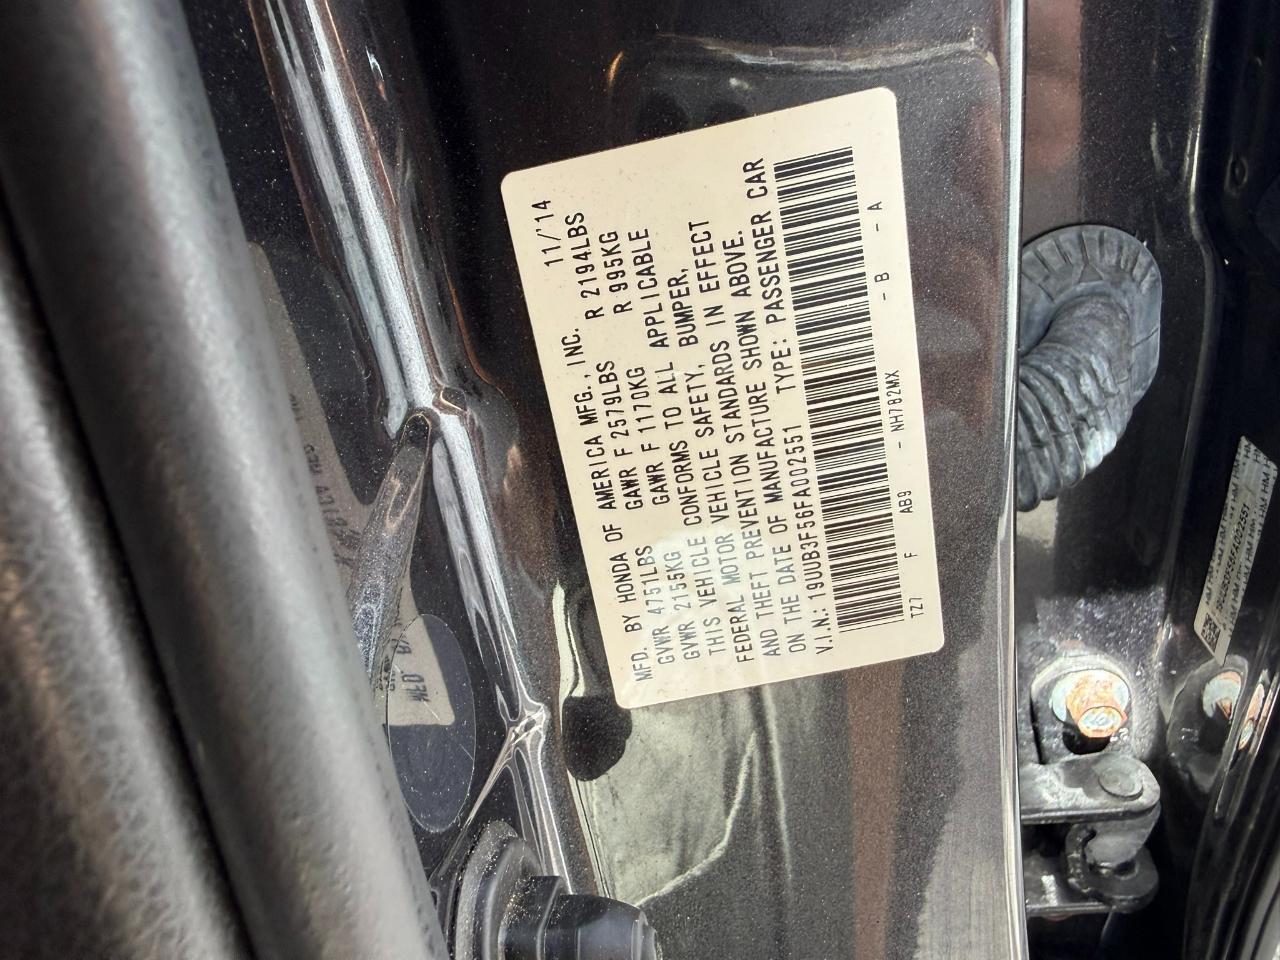 MFD. BY HONDA OF AMERICA MFG., INC. 11/'14
GVWR 4751LBS GAWR F 2579LBS R 2194LBS
GVWR 2155KG GAWR F 1170KG R 995KG
THIS VEHICLE CONFORMS TO ALL APPLICABLE
FEDERAL MOTOR VEHICLE SAFETY, BUMPER,
AND THEFT PREVENTION STANDARDS IN EFFECT
ON THE DATE OF MANUFACTURE SHOWN ABOVE.
V.I.N.: 19UUB3F56FA002551 TYPE: PASSENGER CAR
TZ7 F AB9 - NH782MX - B - A